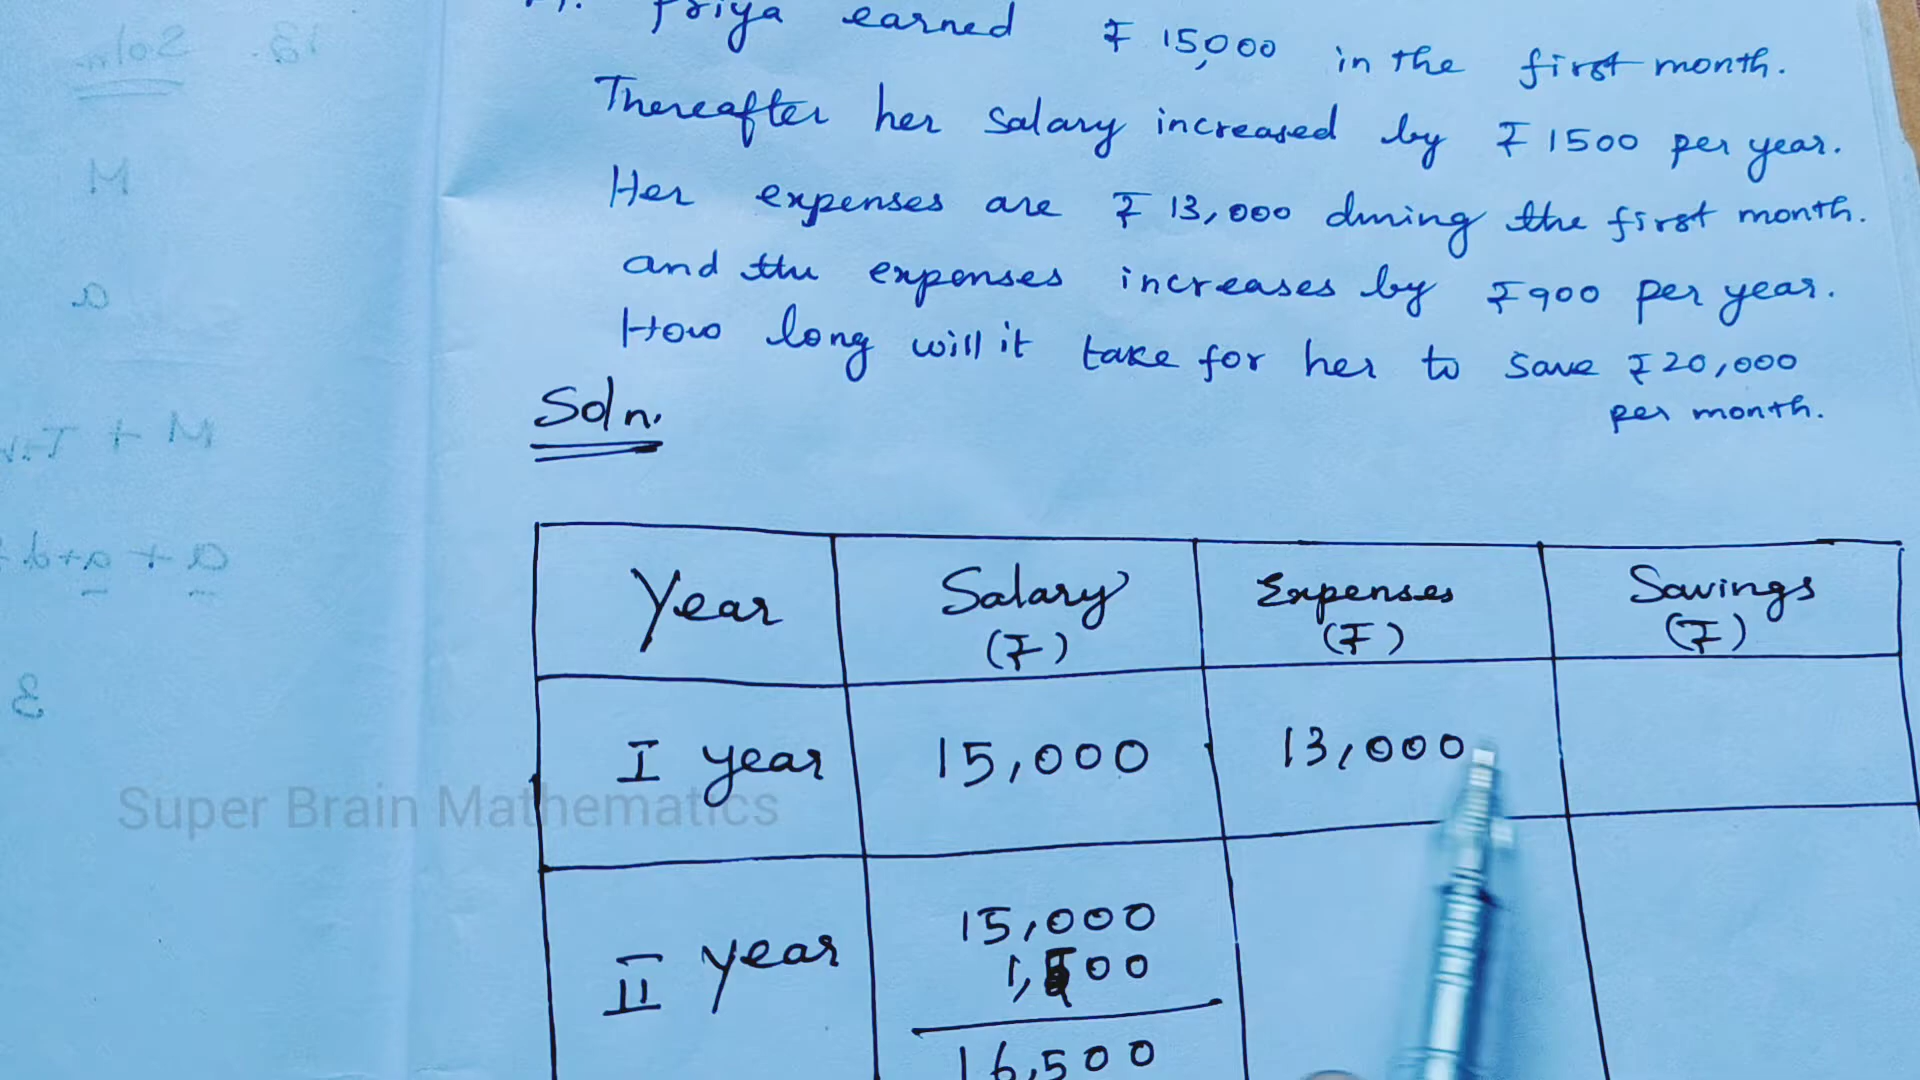 Priya earned ₹ 15,000 in the first month.
Thereafter her salary increased by ₹ 1500 per year.
Her expenses are ₹ 13,000 during the first month.
and the expenses increases by ₹900 per year.
How long will it take for her to save ₹20,000
per month.
Soln.
Year Salary (₹) Expenses (₹) Savings (₹)
I year 15,000 13,000
Super Brain Mathematics
II year 15,000
1,500
16,500